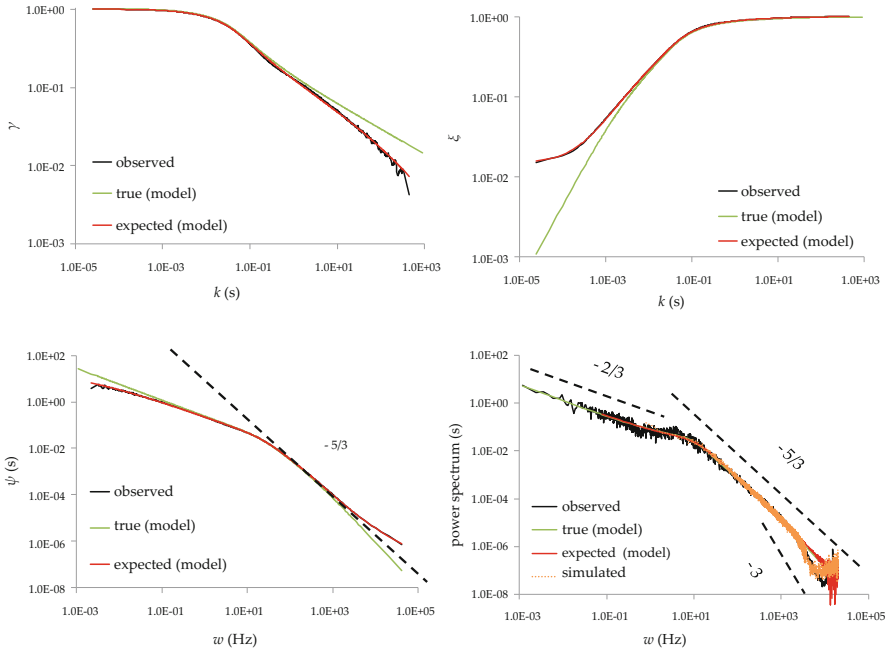 1.0E+00
1.0E-01
1.0E-02
1.0E-03
γ
observed
true (model)
expected (model)
1.0E-05 1.0E-03 1.0E-01 1.0E+01 1.0E+03
k (s)
1.0E+00
1.0E-01
1.0E-02
1.0E-03
ξ
observed
true (model)
expected (model)
1.0E-05 1.0E-03 1.0E-01 1.0E+01 1.0E+03
k (s)
1.0E+02
1.0E+00
1.0E-02
1.0E-04
1.0E-06
1.0E-08
ψ (s)
- 5/3
observed
true (model)
expected (model)
1.0E-03 1.0E-01 1.0E+01 1.0E+03 1.0E+05
w (Hz)
1.0E+02
1.0E+00
1.0E-02
1.0E-04
1.0E-06
1.0E-08
power spectrum (s)
- 2/3
-5/3
-3
observed
true (model)
expected (model)
simulated
1.0E-03 1.0E-01 1.0E+01 1.0E+03 1.0E+05
w (Hz)